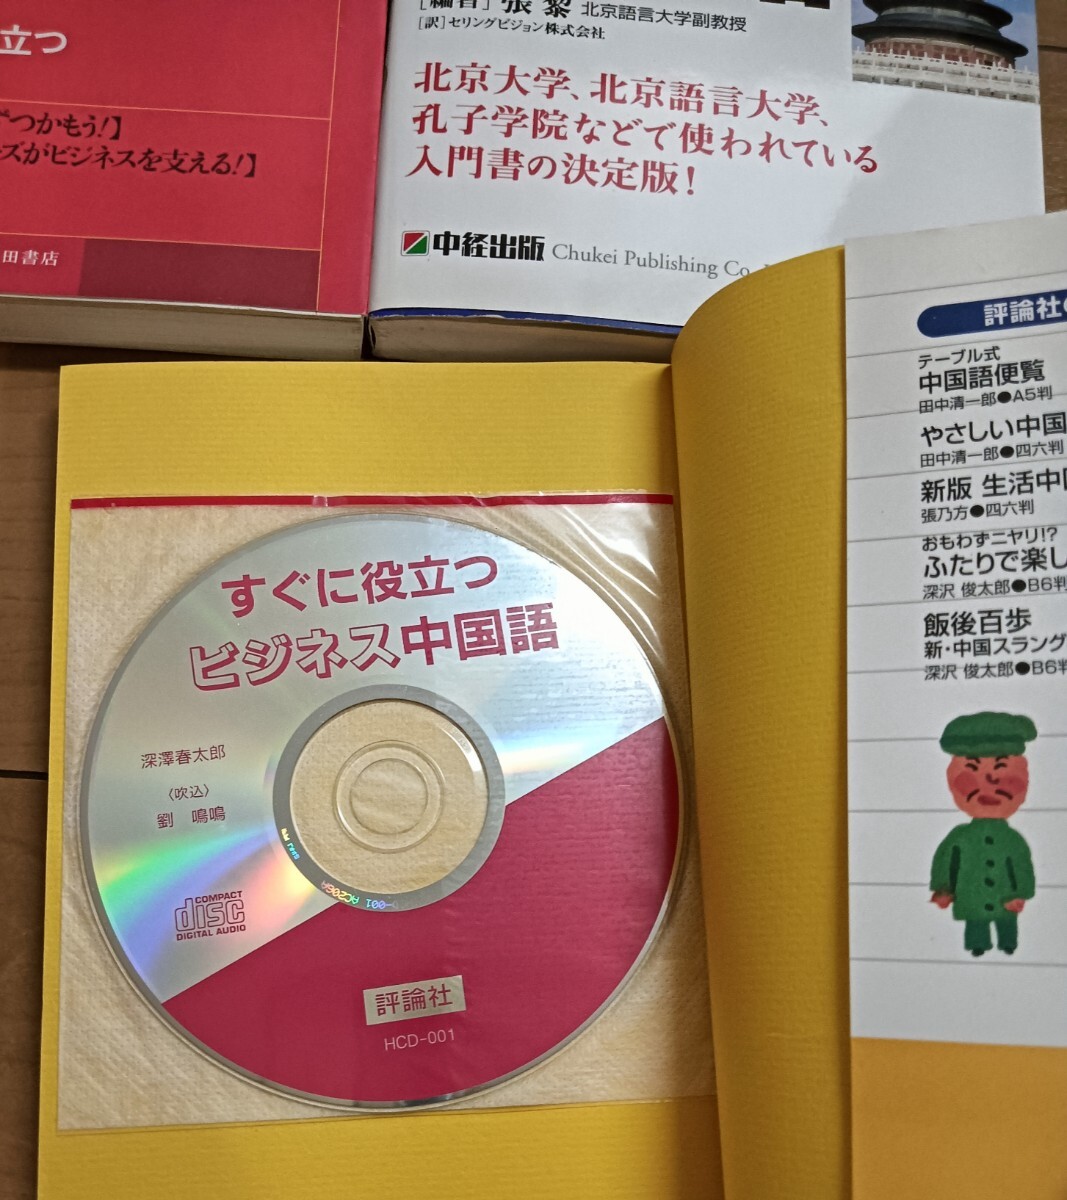 立つ
ずつかもう!】
ズがビジネスを支える!】
田書店
[編者] 張 黎 北京語言大学副教授
[訳] セリングビジョン株式会社
北京大学、北京語言大学、
孔子学院などで使われている
入門書の決定版!
中経出版 Chukei Publishing Co.
評論社の
テーブル式
中国語便覧
田中清一郎●A5判
やさしい中国
田中清一郎●四六判
新版 生活中国
張乃方●四六判
おもわずニヤリ!?
ふたりで楽し
深沢 俊太郎●B6判
飯後百歩
新・中国スラング
深沢 俊太郎●B6判
すぐに役立つ
ビジネス中国語
深澤春太郎
〈吹込〉
劉 鳴鳴
COMPACT
disc
DIGITAL AUDIO
評論社
HCD-001